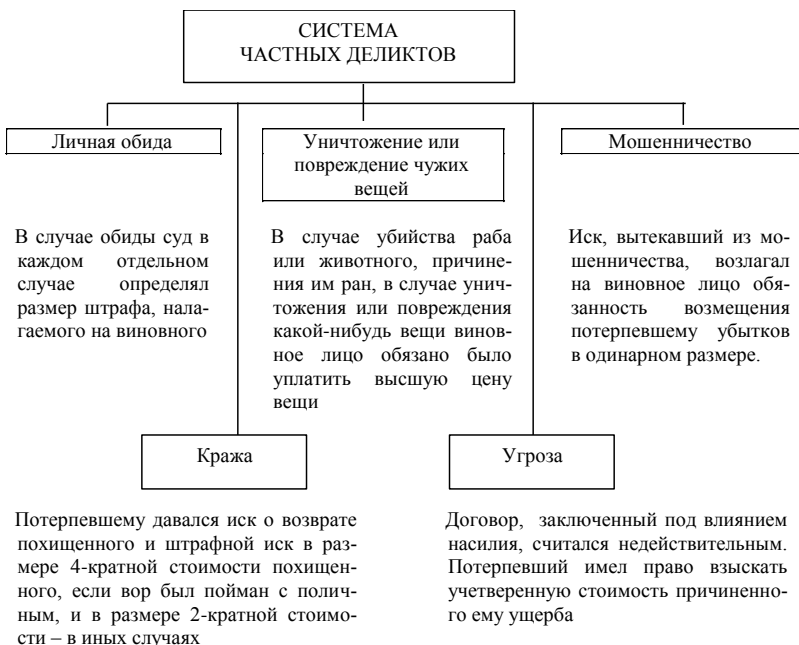 СИСТЕМА
ЧАСТНЫХ ДЕЛИКТОВ
Личная обида
Уничтожение или
повреждение чужих
вещей
Мошенничество
В случае обиды суд в
каждом отдельном
случае определял
размер штрафа, нала-
гаемого на виновного
В случае убийства раба
или животного, причине-
ния им ран, в случае унич-
тожения или повреждения
какой-нибудь вещи винов-
ное лицо обязано было
уплатить высшую цену
вещи
Иск, вытекавший из мо-
шенничества, возлагал
на виновное лицо обя-
занность возмещения
потерпевшему убытков
в одинарном размере.
Кража
Угроза
Потерпевшему давался иск о возврате
похищенного и штрафной иск в раз-
мере 4-кратной стоимости похищен-
ного, если вор был пойман с полич-
ным, и в размере 2-кратной стоимо-
сти – в иных случаях
Договор, заключенный под влиянием
насилия, считался недействительным.
Потерпевший имел право взыскать
учетверенную стоимость причиненно-
го ему ущерба